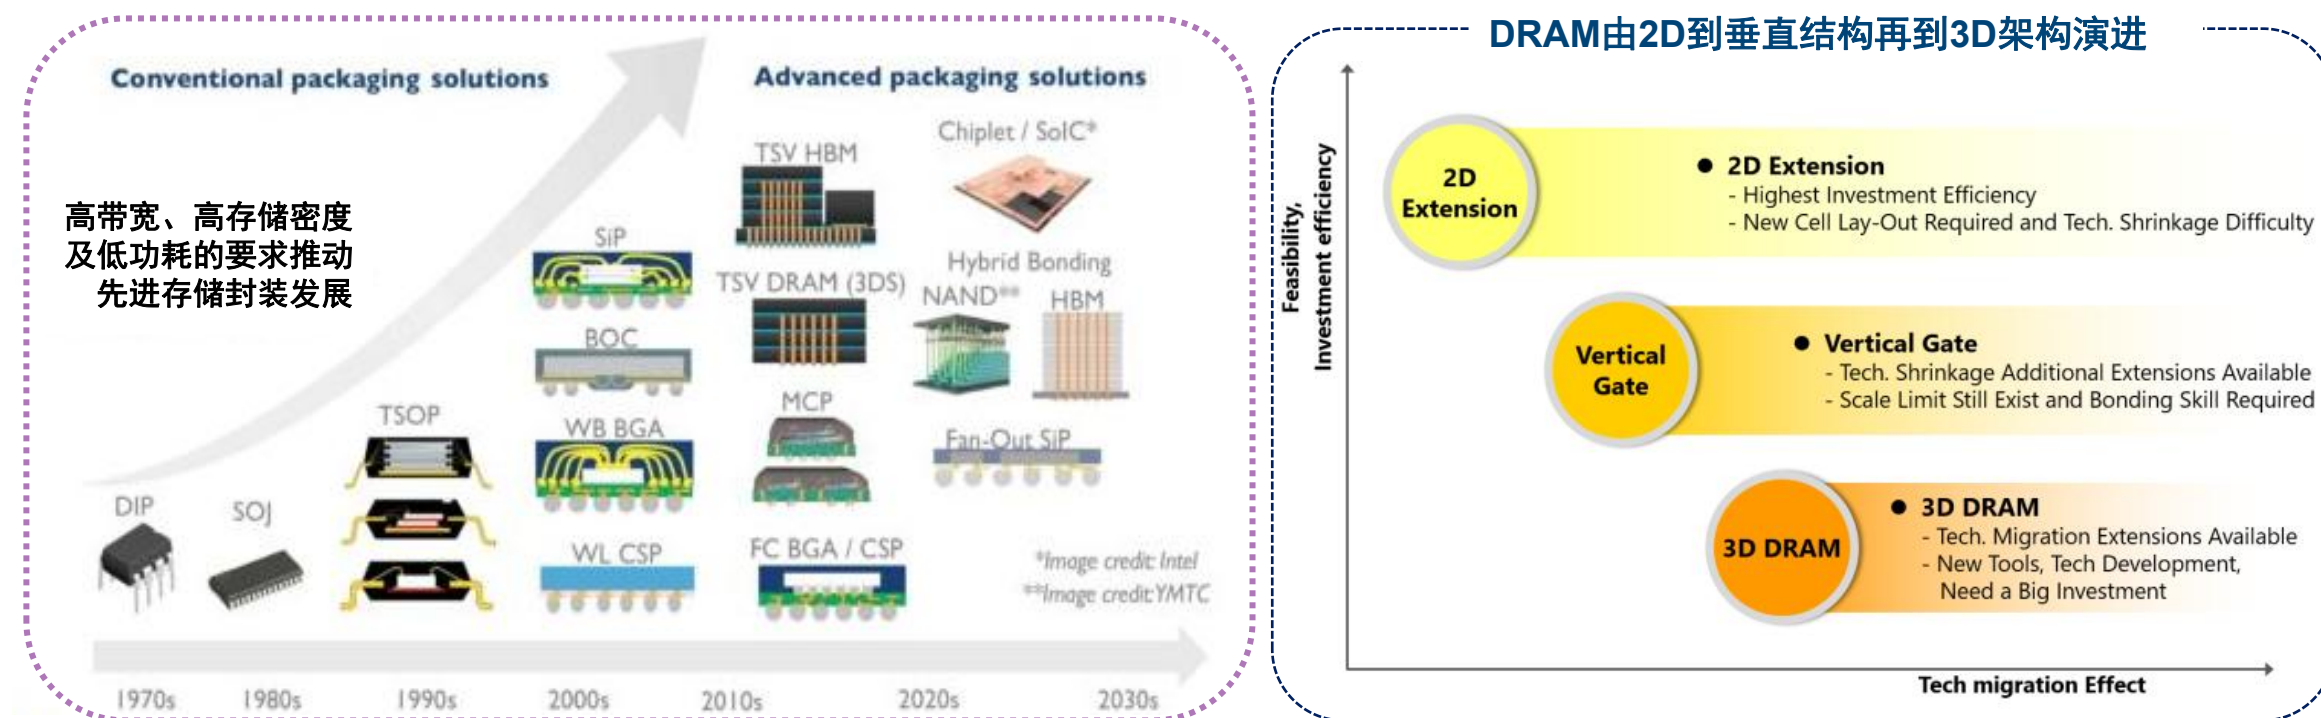 Conventional packaging solutions
Advanced packaging solutions
高带宽、高存储密度
及低功耗的要求推动
先进存储封装发展
DIP
SOJ
TSOP
SiP
BOC
WB BGA
WL CSP
TSV HBM
TSV DRAM (3DS)
MCP
FC BGA / CSP
Chiplet / SoIC*
Hybrid Bonding
NAND**
HBM
Fan-Out SiP
*Image credit: Intel
**Image credit:YMTC
1970s
1980s
1990s
2000s
2010s
2020s
2030s
DRAM由2D到垂直结构再到3D架构演进
Feasibility,
Investment efficiency
2D
Extension
● 2D Extension
- Highest Investment Efficiency
- New Cell Lay-Out Required and Tech. Shrinkage Difficulty
Vertical
Gate
● Vertical Gate
- Tech. Shrinkage Additional Extensions Available
- Scale Limit Still Exist and Bonding Skill Required
3D DRAM
● 3D DRAM
- Tech. Migration Extensions Available
- New Tools, Tech Development,
Need a Big Investment
Tech migration Effect